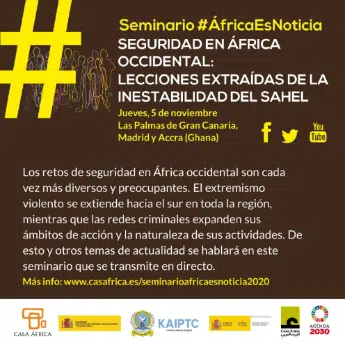 #
Seminario #ÁfricaEsNoticia
SEGURIDAD EN ÁFRICA
OCCIDENTAL:
LECCIONES EXTRAÍDAS DE LA
INESTABILIDAD DEL SAHEL
Jueves, 5 de noviembre
Las Palmas de Gran Canaria,
Madrid y Accra (Ghana)
f
You
Tube
Los retos de seguridad en África occidental son cada
vez más diversos y preocupantes. El extremismo
violento se extiende hacia el sur en toda la región,
mientras que las redes criminales expanden sus
ámbitos de acción y la naturaleza de sus actividades. De
esto y otros temas de actualidad se hablará en este
seminario que se transmite en directo.
Más info: www.casafrica.es/seminarioafricaesnoticia2020
CASA ÁFRICA
KAIPTC
Casa Árabe
AGENDA
2030